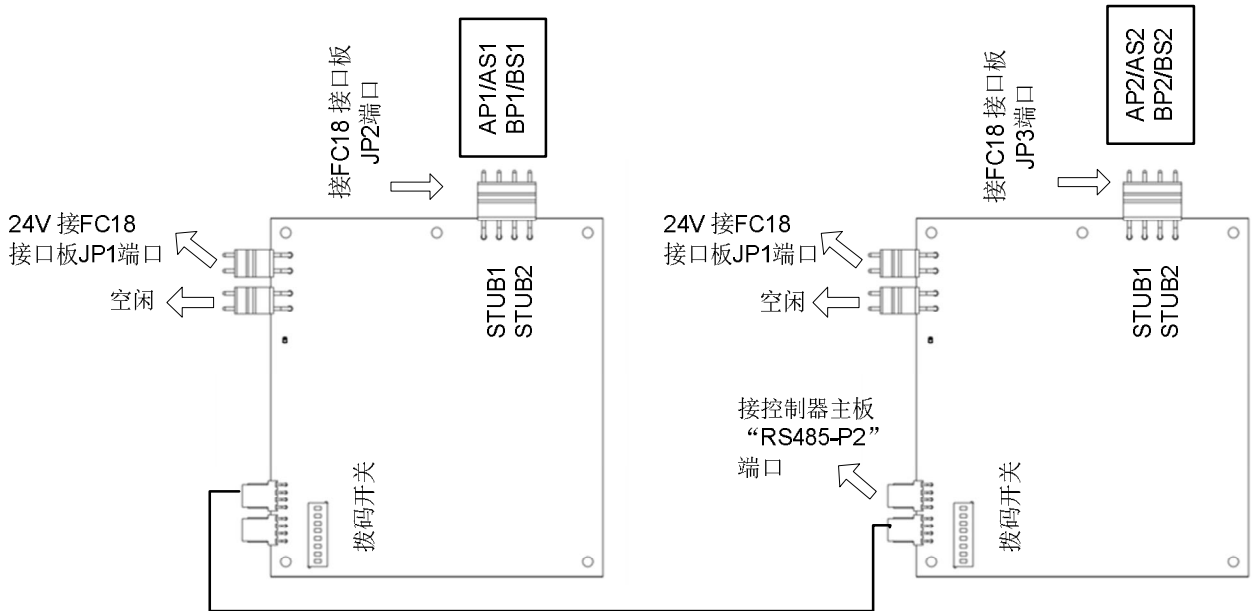 接FC18 接口板
JP2端口
AP1/AS1
BP1/BS1
24V 接FC18
接口板JP1端口
空闲
STUB1
STUB2
拨码开关
接FC18 接口板
JP3端口
AP2/AS2
BP2/BS2
24V 接FC18
接口板JP1端口
空闲
STUB1
STUB2
接控制器主板
“RS485-P2”
端口
拨码开关